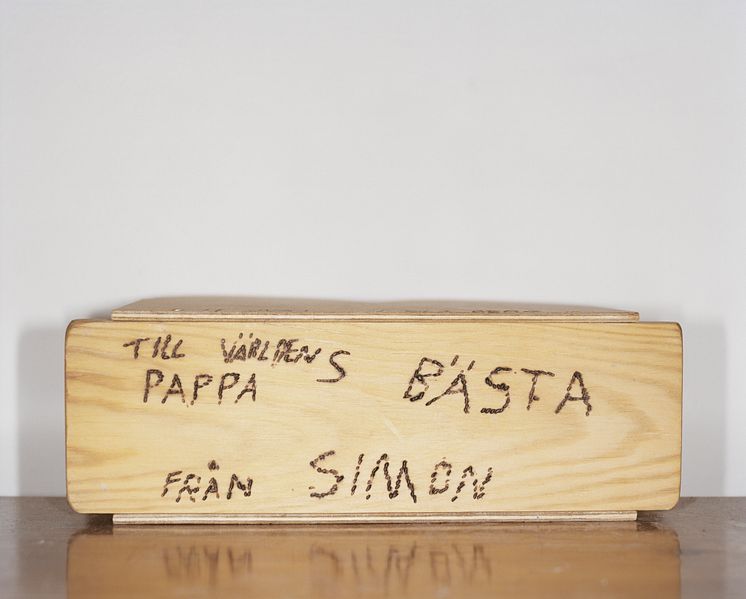 TILL VÄRLDENS BÄSTA
PAPPA
FRÅN SIMON